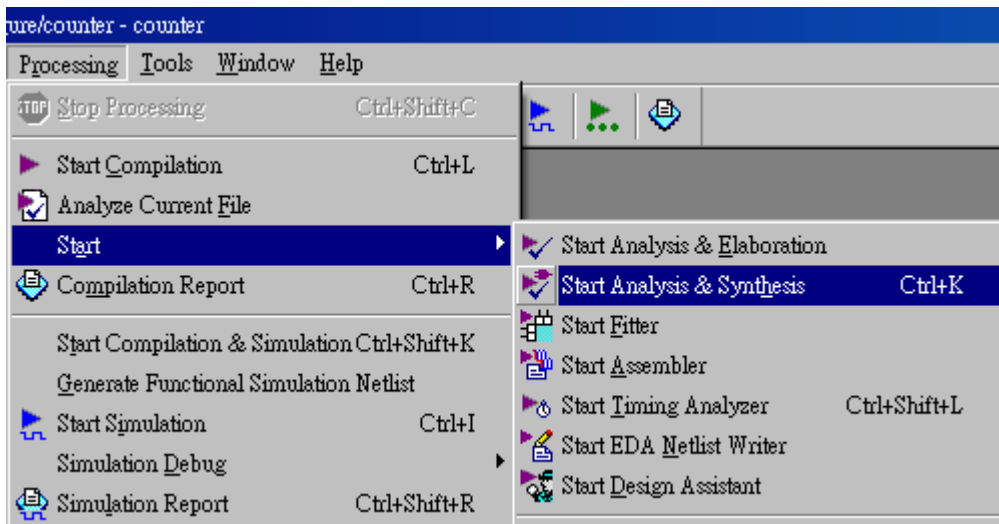 ure/counter - counter
Processing Tools Window Help
STOP Stop Processing Ctrl+Shift+C
Start Compilation Ctrl+L
Analyze Current File
Start
Compilation Report Ctrl+R
Start Compilation & Simulation Ctrl+Shift+K
Generate Functional Simulation Netlist
Start Simulation Ctrl+I
Simulation Debug
Simulation Report Ctrl+Shift+R
Start Analysis & Elaboration
Start Analysis & Synthesis Ctrl+K
Start Fitter
Start Assembler
Start Timing Analyzer Ctrl+Shift+L
Start EDA Netlist Writer
Start Design Assistant